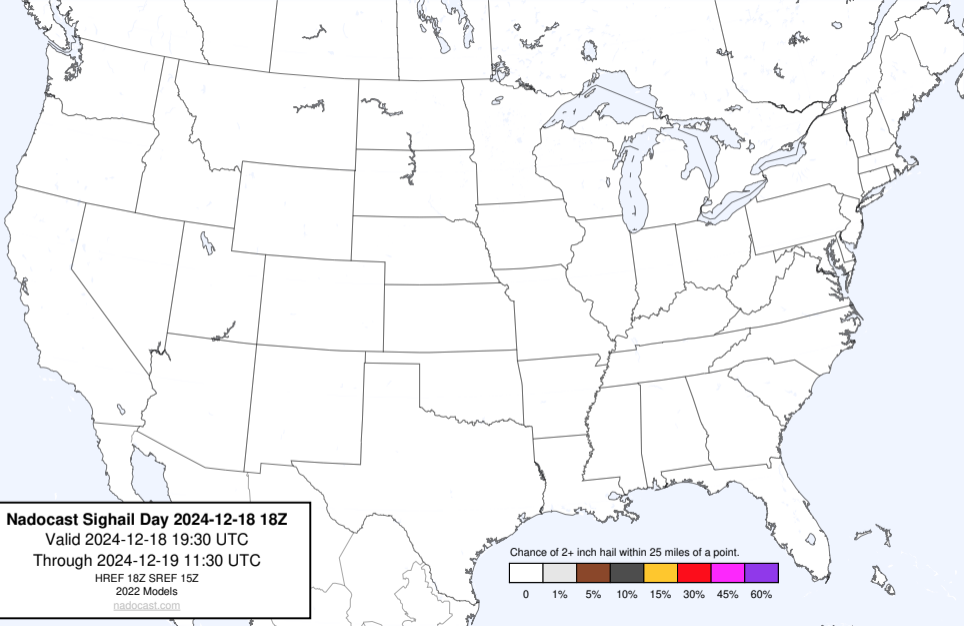 Nadocast Sighail Day 2024-12-18 18Z
Valid 2024-12-18 19:30 UTC
Through 2024-12-19 11:30 UTC
HREF 18Z SREF 15Z
2022 Models
nadocast.com
Chance of 2+ inch hail within 25 miles of a point.
0 1% 5% 10% 15% 30% 45% 60%